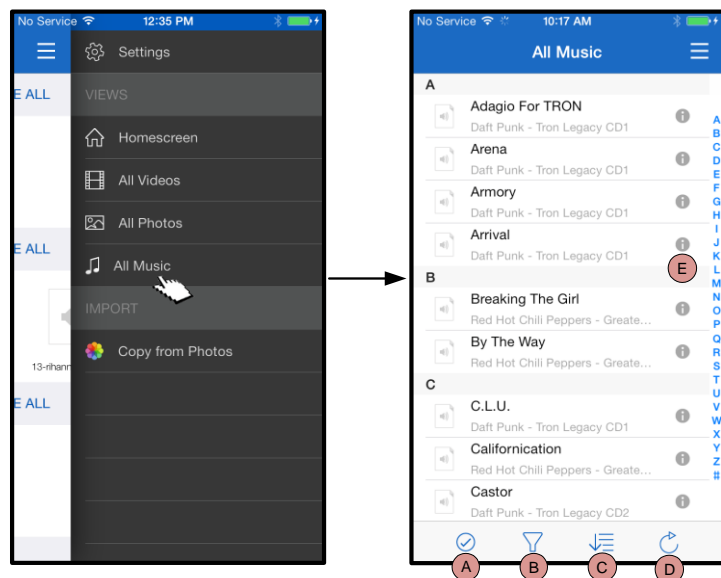 No Service 12:35 PM
Settings
E ALL
VIEWS
Homescreen
All Videos
All Photos
E ALL
All Music
IMPORT
Copy from Photos
13-rihann
E ALL
No Service 10:17 AM
All Music
A
Adagio For TRON
Daft Punk - Tron Legacy CD1
Arena
Daft Punk - Tron Legacy CD1
Armory
Daft Punk - Tron Legacy CD1
Arrival
Daft Punk - Tron Legacy CD1
E
B
Breaking The Girl
Red Hot Chili Peppers - Greate...
By The Way
Red Hot Chili Peppers - Greate...
C
C.L.U.
Daft Punk - Tron Legacy CD1
Californication
Red Hot Chili Peppers - Greate...
Castor
Daft Punk - Tron Legacy CD2
A
B
C
D
E
F
G
H
I
J
K
L
M
N
O
P
Q
R
S
T
U
V
W
X
Y
Z
#
A B C D